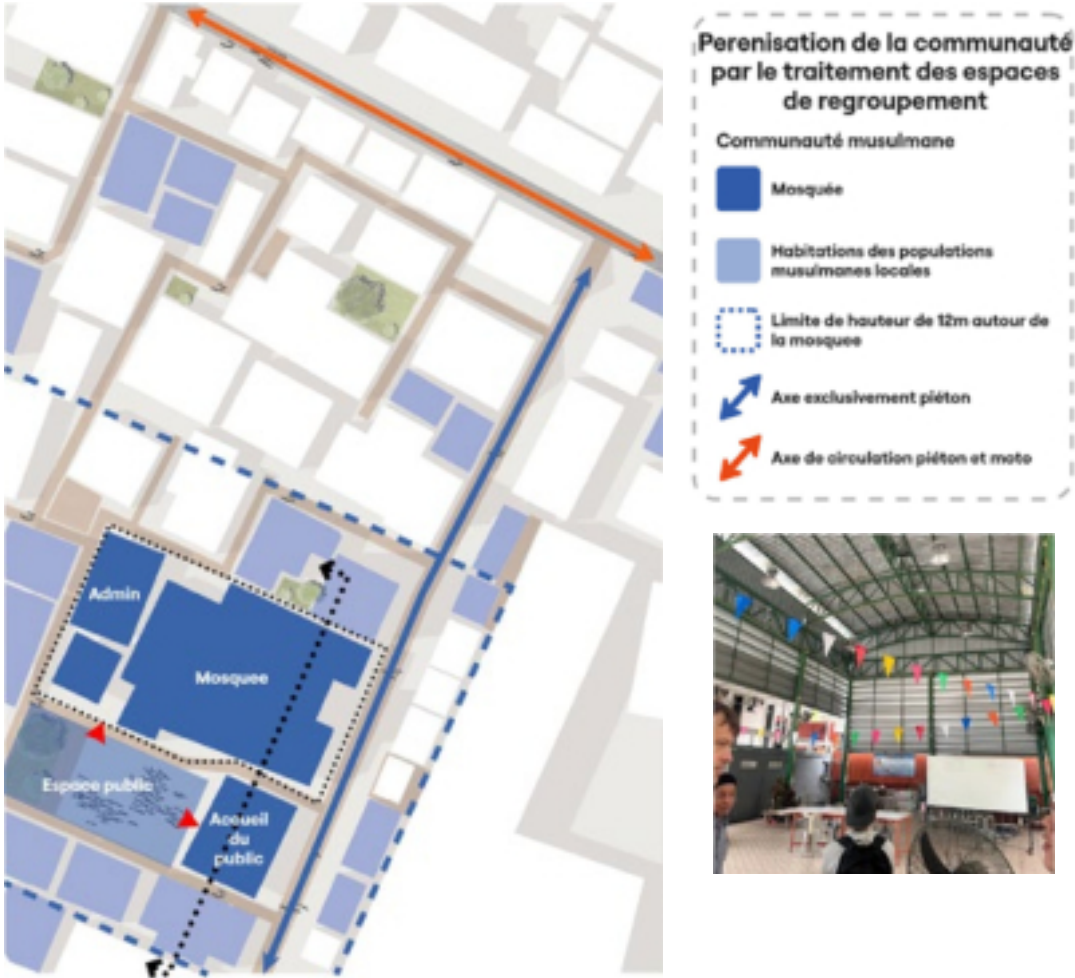 Perenisation de la communauté
par le traitement des espaces
de regroupement
Communauté musulmane
Mosquée
Habitations des populations
musulmanes locales
Limite de hauteur de 12m autour de
la mosquee
Axe exclusivement piéton
Axe de circulation piéton et moto
Admin
Mosquee
Espace public
Accueil
du
public